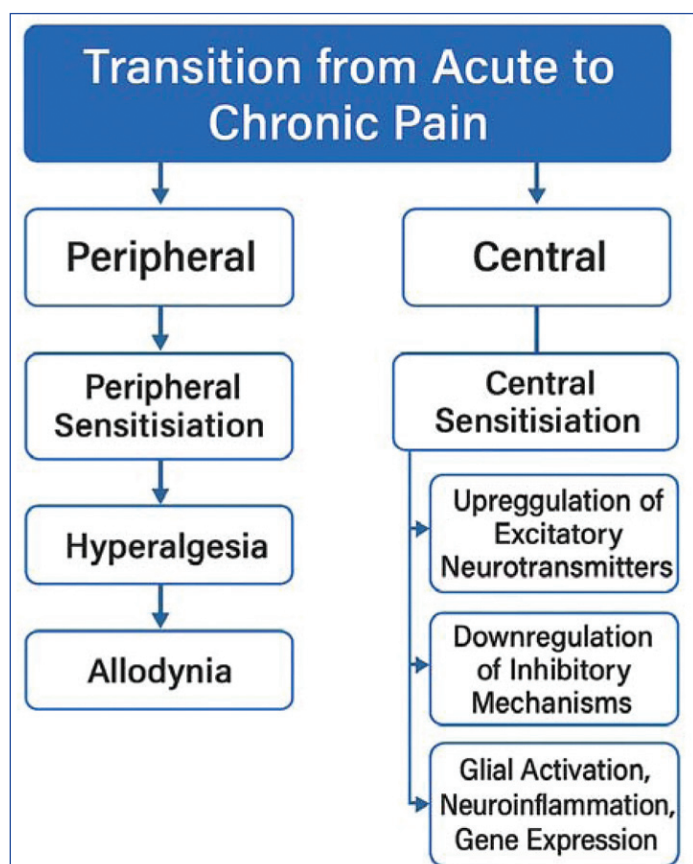 Transition from Acute to
Chronic Pain
Peripheral
Peripheral
Sensitisiation
Hyperalgesia
Allodynia
Central
Central
Sensitisiation
Upreggulation of
Excitatory
Neurotransmitters
Downregulation
of Inhibitory
Mechanisms
Glial Activation,
Neuroinflammation,
Gene Expression